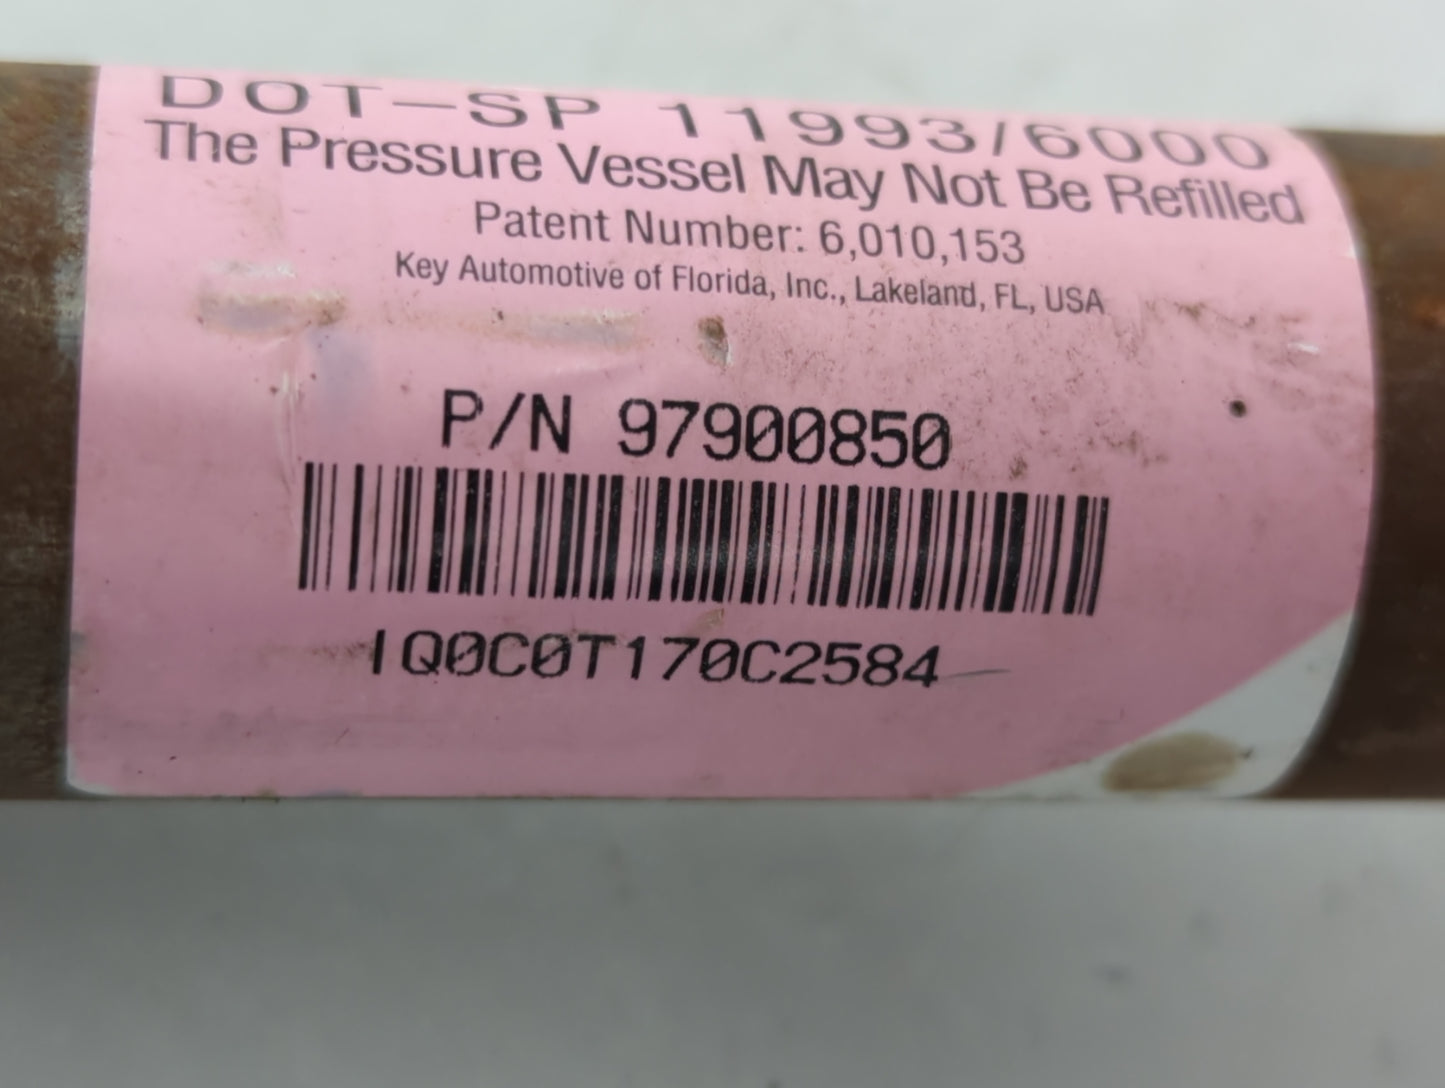 DOT-SP 11993/6000
The Pressure Vessel May Not Be Refilled
Patent Number: 6,010,153
Key Automotive of Florida, Inc., Lakeland, FL, USA
P/N 97900850
IQ0C0T170C2584